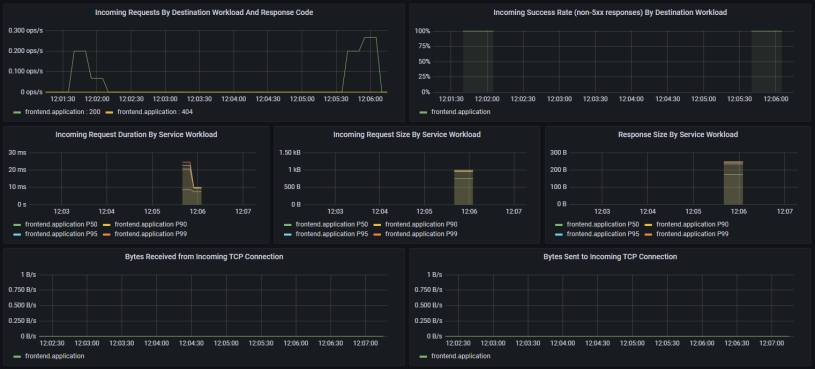 Incoming Requests By Destination Workload And Response Code
0.300 ops/s
0.200 ops/s
0.100 ops/s
0 ops/s
12:01:30 12:02:00 12:02:30 12:03:00 12:03:30 12:04:00 12:04:30 12:05:00 12:05:30 12:06:00
frontend.application : 200 frontend.application : 404
Incoming Success Rate (non-5xx responses) By Destination Workload
100%
75%
50%
25%
0%
12:01:30 12:02:00 12:02:30 12:03:00 12:03:30 12:04:00 12:04:30 12:05:00 12:05:30 12:06:00
frontend.application
Incoming Request Duration By Service Workload
30 ms
20 ms
10 ms
0 s
12:03 12:04 12:05 12:06 12:07
frontend.application P50 frontend.application P90
frontend.application P95 frontend.application P99
Incoming Request Size By Service Workload
1.50 kB
1 kB
500 B
0 B
12:03 12:04 12:05 12:06 12:07
frontend.application P50 frontend.application P90
frontend.application P95 frontend.application P99
Response Size By Service Workload
300 B
200 B
100 B
0 B
12:03 12:04 12:05 12:06 12:07
frontend.application P50 frontend.application P90
frontend.application P95 frontend.application P99
Bytes Received from Incoming TCP Connection
1 B/s
0.750 B/s
0.500 B/s
0.250 B/s
0 B/s
12:02:30 12:03:00 12:03:30 12:04:00 12:04:30 12:05:00 12:05:30 12:06:00 12:06:30 12:07:00
frontend.application
Bytes Sent to Incoming TCP Connection
1 B/s
0.750 B/s
0.500 B/s
0.250 B/s
0 B/s
12:02:30 12:03:00 12:03:30 12:04:00 12:04:30 12:05:00 12:05:30 12:06:00 12:06:30 12:07:00
frontend.application